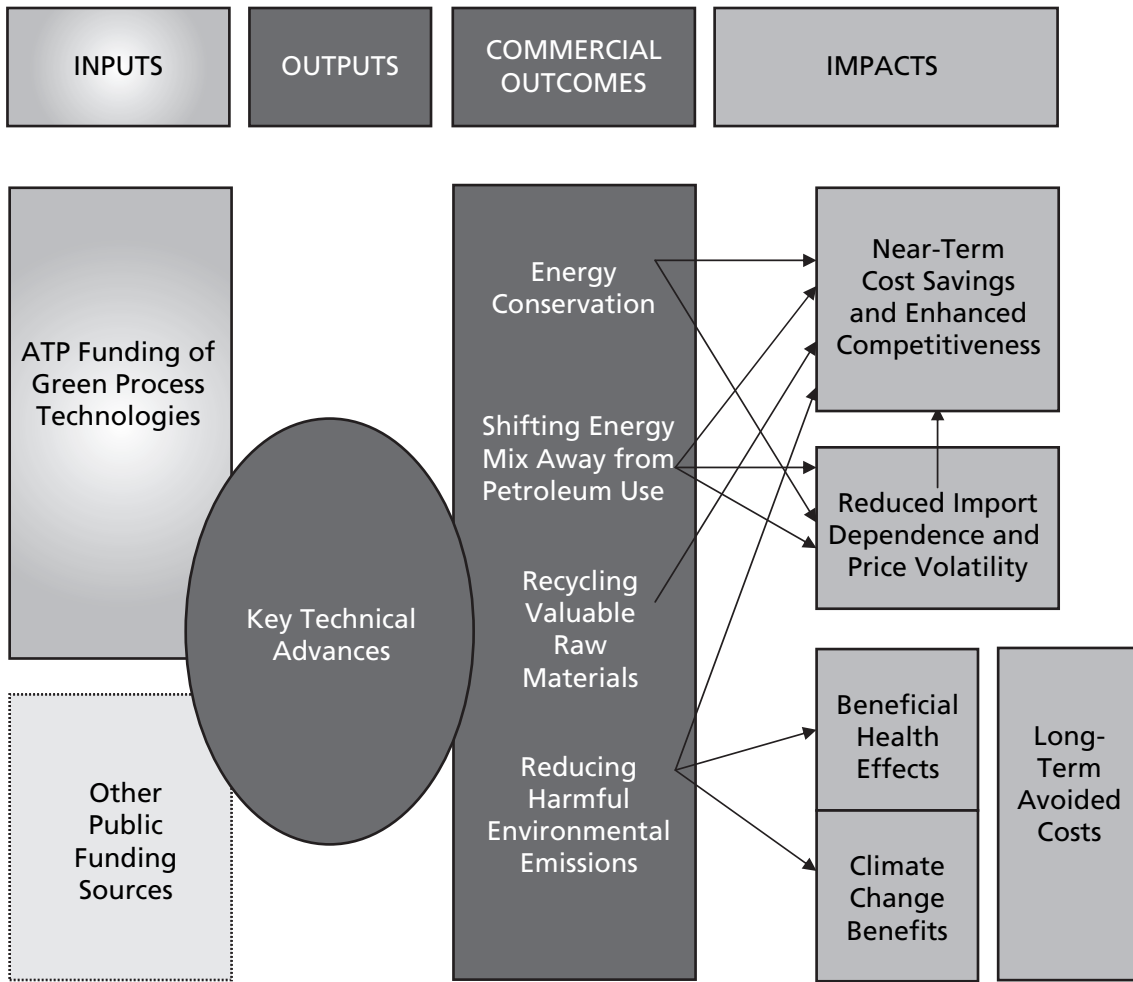 INPUTS
OUTPUTS
COMMERCIAL
OUTCOMES
IMPACTS
ATP Funding of
Green Process
Technologies
Other
Public
Funding
Sources
Key Technical
Advances
Energy
Conservation
Shifting Energy
Mix Away from
Petroleum Use
Recycling
Valuable
Raw
Materials
Reducing
Harmful
Environmental
Emissions
Near-Term
Cost Savings
and Enhanced
Competitiveness
Reduced Import
Dependence and
Price Volatility
Beneficial
Health
Effects
Climate
Change
Benefits
Long-
Term
Avoided
Costs